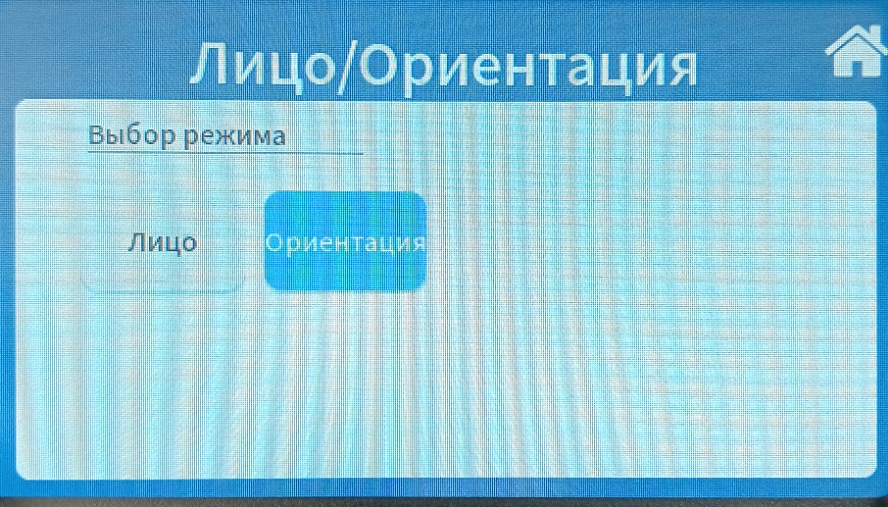 Лицо/Ориентация
Выбор режима
Лицо
Ориентация